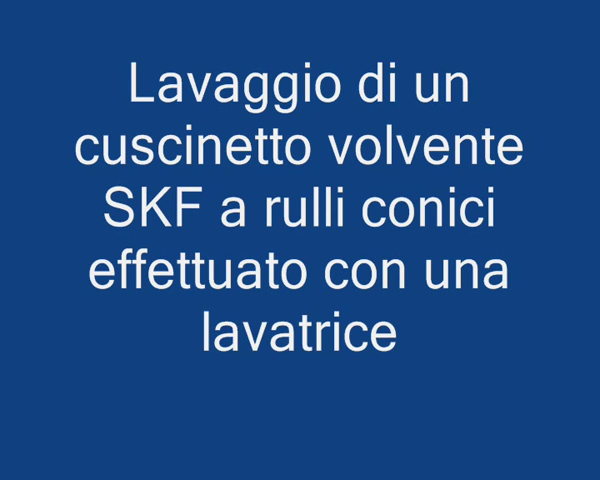 Lavaggio di un
cuscinetto volvente
SKF a rulli conici
effettuato con una
lavatrice